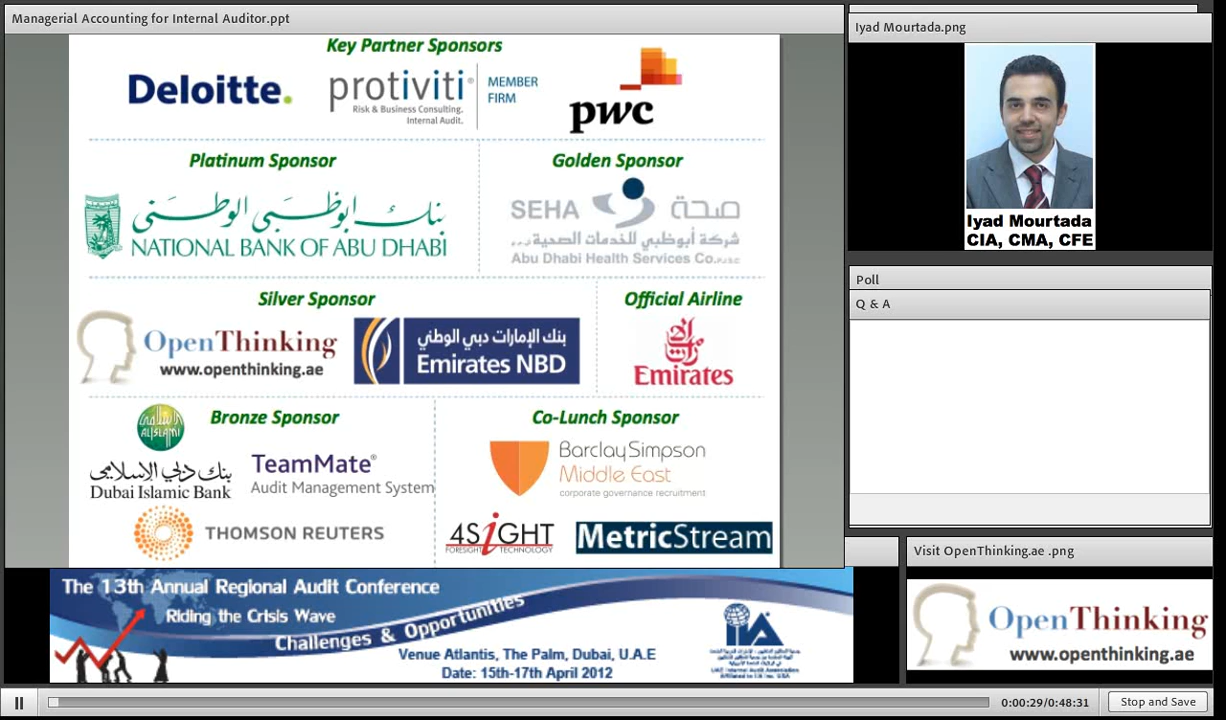 Managerial Accounting for Internal Auditor.ppt
Key Partner Sponsors
Deloitte.
protiviti®
Risk & Business Consulting.
Internal Audit.
MEMBER
FIRM
pwc
Platinum Sponsor
بنك أبوظبي الوطني
NATIONAL BANK OF ABU DHABI
Golden Sponsor
SEHA صحة
شركة أبوظبي للخدمات الصحية
Abu Dhabi Health Services Co.
Silver Sponsor
OpenThinking
www.openthinking.ae
بنك الإمارات دبي الوطني
Emirates NBD
Official Airline
Emirates
Bronze Sponsor
AL ISLAMI
بنك دبي الإسلامي
Dubai Islamic Bank
TeamMate®
Audit Management System
THOMSON REUTERS
Co-Lunch Sponsor
BarclaySimpson
Middle East
corporate governance recruitment
4SiGHT
FORESIGHT TECHNOLOGY
MetricStream
The 13th Annual Regional Audit Conference
Riding the Crisis Wave
Challenges & Opportunities
Venue Atlantis, The Palm, Dubai, U.A.E
Date: 15th-17th April 2012
IIA
Iyad Mourtada.png
Iyad Mourtada
CIA, CMA, CFE
Poll
Q & A
Visit OpenThinking.ae .png
OpenThinking
www.openthinking.ae
0:00:29/0:48:31
Stop and Save